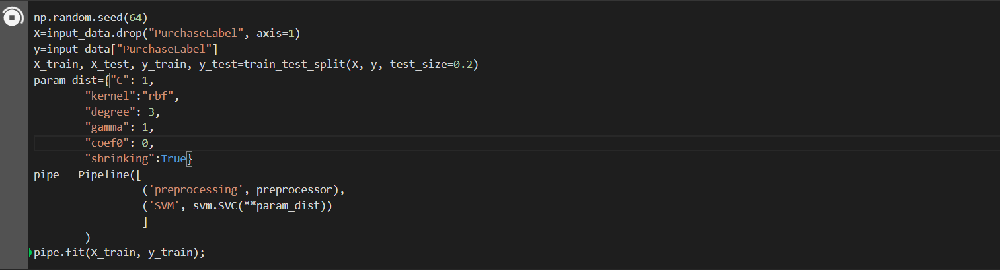 np.random.seed(64)
X=input_data.drop("PurchaseLabel", axis=1)
y=input_data["PurchaseLabel"]
X_train, X_test, y_train, y_test=train_test_split(X, y, test_size=0.2)
param_dist={"C": 1,
"kernel":"rbf",
"degree": 3,
"gamma": 1,
"coef0": 0,
"shrinking":True}
pipe = Pipeline([
('preprocessing', preprocessor),
('SVM', svm.SVC(**param_dist))
]
)
pipe.fit(X_train, y_train);